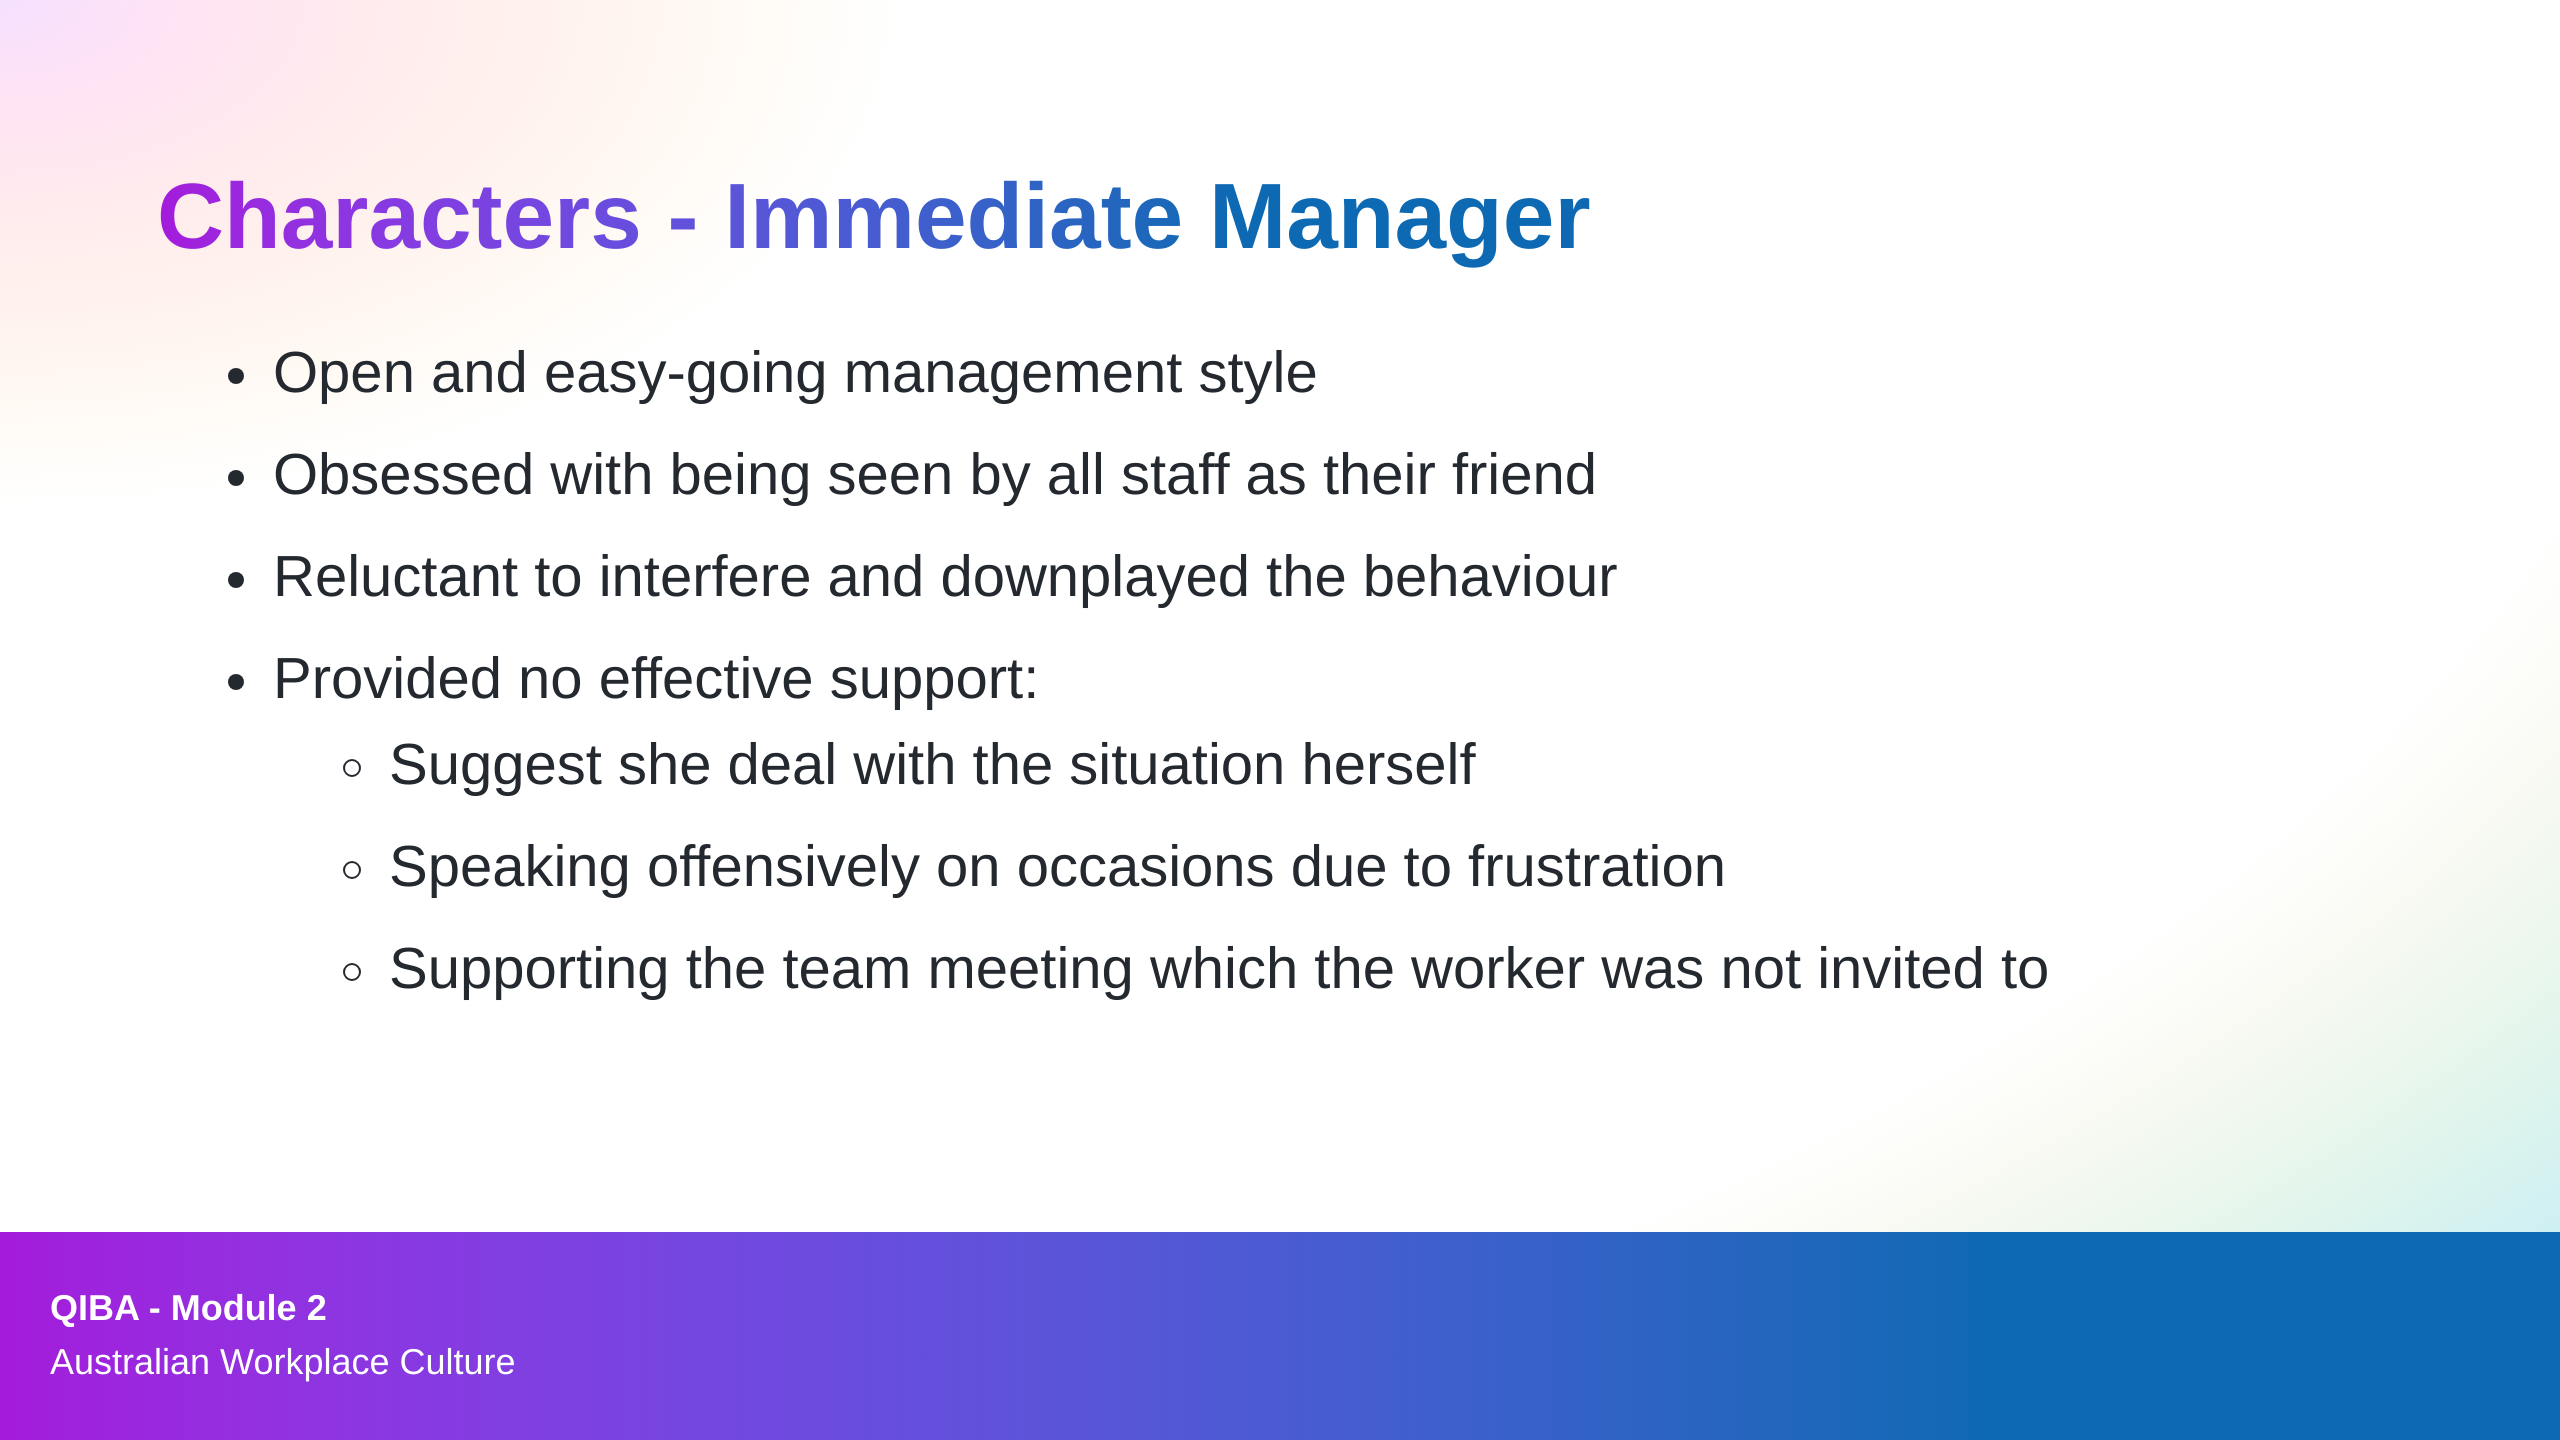 Characters - Immediate Manager
• Open and easy-going management style
• Obsessed with being seen by all staff as their friend
• Reluctant to interfere and downplayed the behaviour
• Provided no effective support:
○ Suggest she deal with the situation herself
○ Speaking offensively on occasions due to frustration
○ Supporting the team meeting which the worker was not invited to
QIBA - Module 2
Australian Workplace Culture